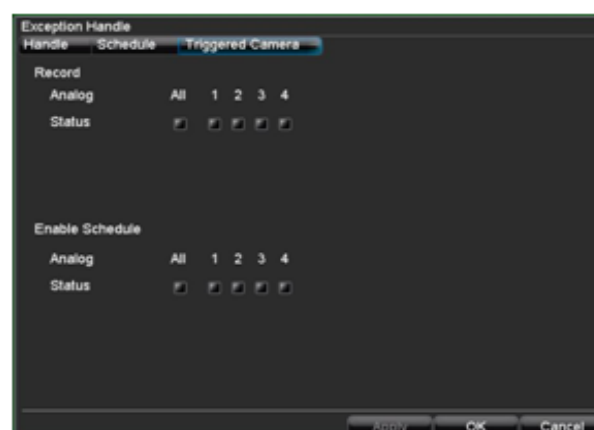 Exception Handle
Handle Schedule Triggered Camera
Record
Analog All 1 2 3 4
Status
Enable Schedule
Analog All 1 2 3 4
Status
Apply OK Cancel